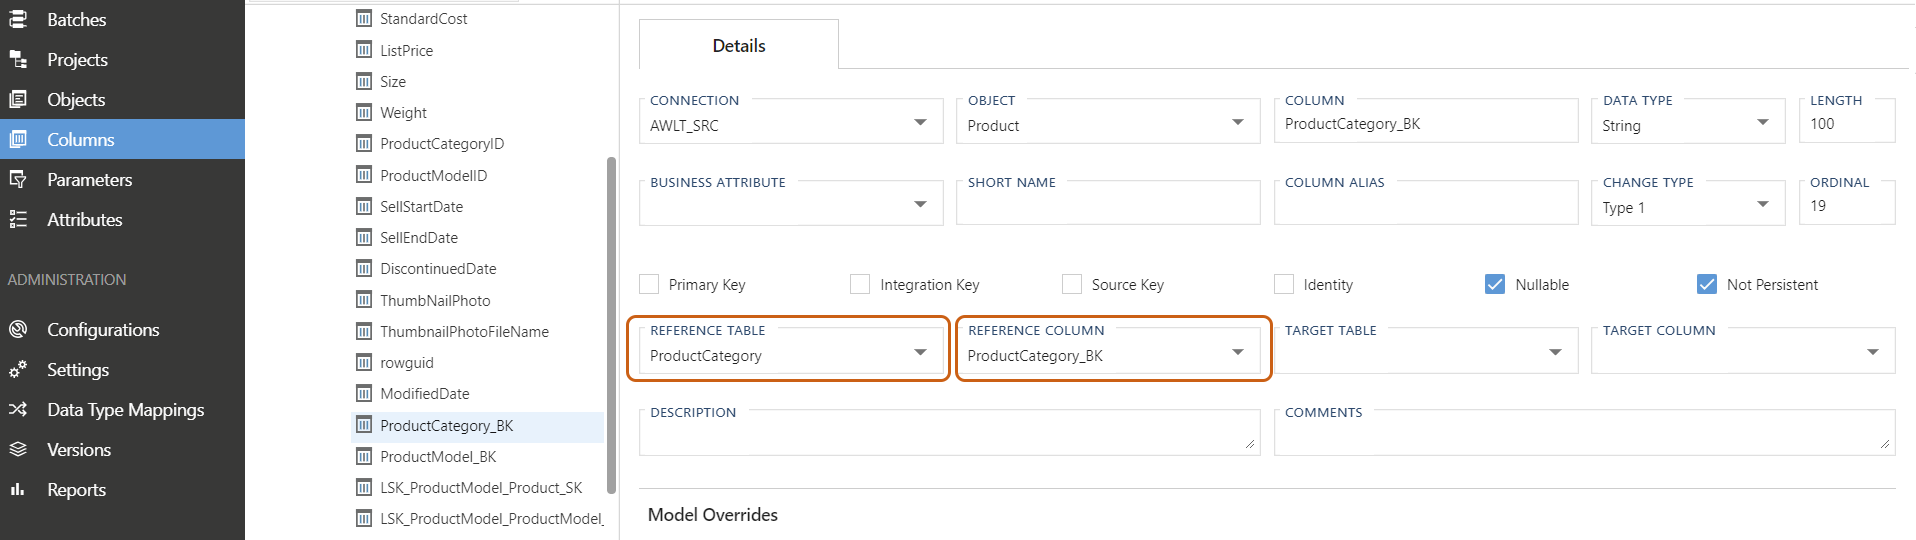 Batches
Projects
Objects
Columns
Parameters
Attributes
ADMINISTRATION
Configurations
Settings
Data Type Mappings
Versions
Reports
StandardCost
ListPrice
Size
Weight
ProductCategoryID
ProductModelID
SellStartDate
SellEndDate
DiscontinuedDate
ThumbNailPhoto
ThumbnailPhotoFileName
rowguid
ModifiedDate
ProductCategory_BK
ProductModel_BK
LSK_ProductModel_Product_SK
LSK_ProductModel_ProductModel_
Details
CONNECTION OBJECT COLUMN DATA TYPE LENGTH
AWLT_SRC Product ProductCategory_BK String 100
BUSINESS ATTRIBUTE SHORT NAME COLUMN ALIAS CHANGE TYPE ORDINAL
Type 1 19
Primary Key Integration Key Source Key Identity Nullable Not Persistent
REFERENCE TABLE REFERENCE COLUMN TARGET TABLE TARGET COLUMN
ProductCategory ProductCategory_BK
DESCRIPTION COMMENTS
Model Overrides